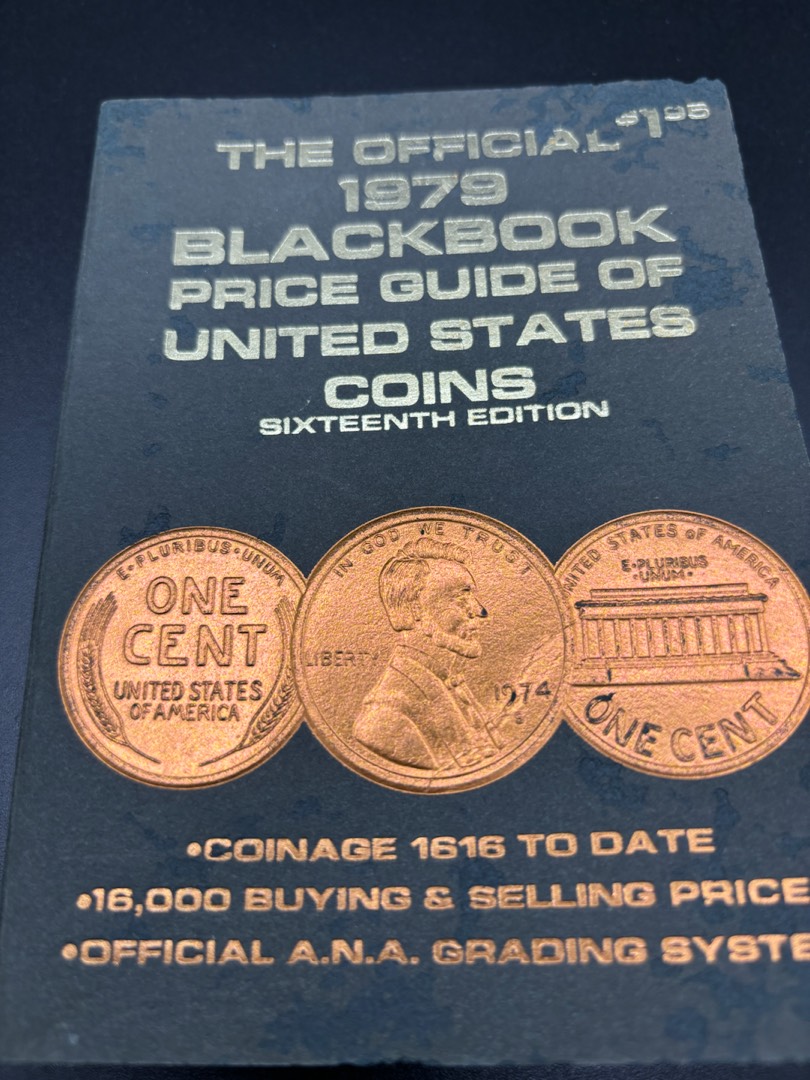 $1.95
THE OFFICIAL
1979
BLACKBOOK
PRICE GUIDE OF
UNITED STATES
COINS
SIXTEENTH EDITION
E·PLURIBUS·UNUM
ONE
CENT
UNITED STATES
OF AMERICA
IN GOD WE TRUST
LIBERTY
1974
S
UNITED STATES OF AMERICA
E·PLURIBUS
·UNUM·
ONE CENT
•COINAGE 1616 TO DATE
•16,000 BUYING & SELLING PRICE
•OFFICIAL A.N.A. GRADING SYSTE